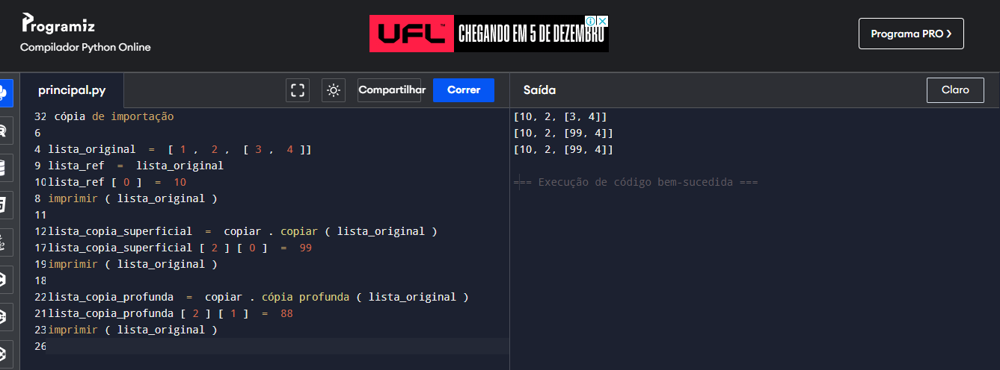 Programiz
Compilador Python Online
UFL™ CHEGANDO EM 5 DE DEZEMBRO
Programa PRO
principal.py
Compartilhar
Correr
Saída
Claro
32 cópia de importação
6
4 lista_original = [ 1 , 2 , [ 3 , 4 ]]
9 lista_ref = lista_original
10 lista_ref [ 0 ] = 10
8 imprimir ( lista_original )
11
12 lista_copia_superficial = copiar . copiar ( lista_original )
17 lista_copia_superficial [ 2 ] [ 0 ] = 99
19 imprimir ( lista_original )
18
22 lista_copia_profunda = copiar . cópia profunda ( lista_original )
21 lista_copia_profunda [ 2 ] [ 1 ] = 88
23 imprimir ( lista_original )
26
[10, 2, [3, 4]]
[10, 2, [99, 4]]
[10, 2, [99, 4]]
=== Execução de código bem-sucedida ===